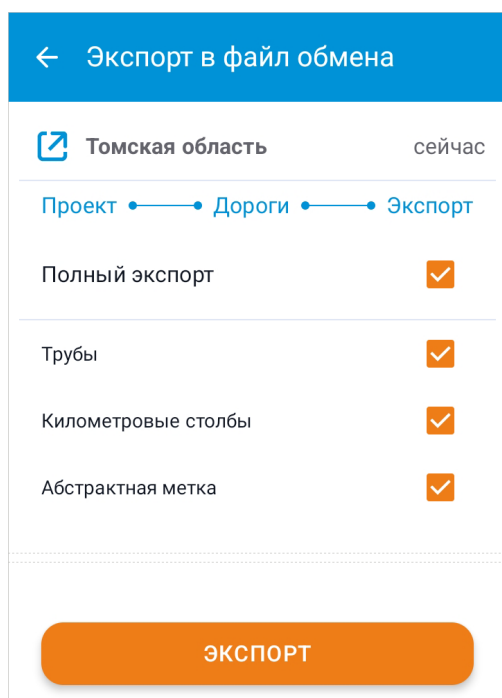 Экспорт в файл обмена
Томская область сейчас
Проект Дороги Экспорт
Полный экспорт
Трубы
Километровые столбы
Абстрактная метка
ЭКСПОРТ